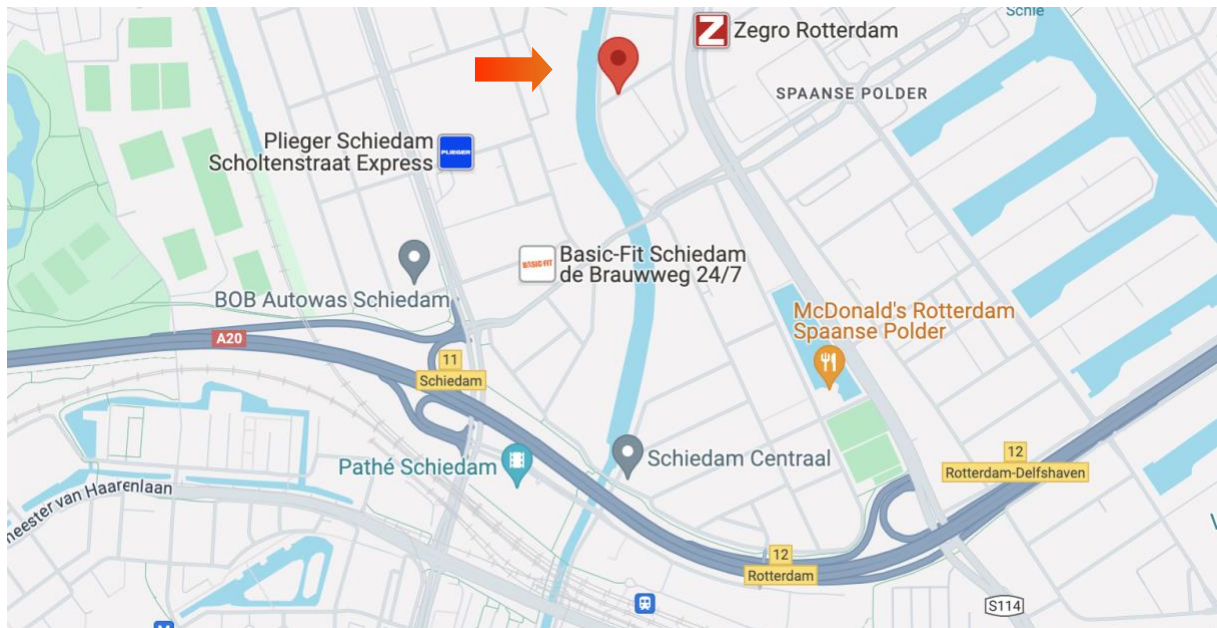 Schie
Zegro Rotterdam
SPAANSE POLDER
Plieger Schiedam
Scholtenstraat Express
PLIEGER
Basic-Fit Schiedam
de Brauwweg 24/7
BASIC-FIT
BOB Autowas Schiedam
McDonald's Rotterdam
Spaanse Polder
A20
11
Schiedam
12
Rotterdam-Delfshaven
Pathé Schiedam
Schiedam Centraal
meester van Haarenlaan
12
Rotterdam
S114